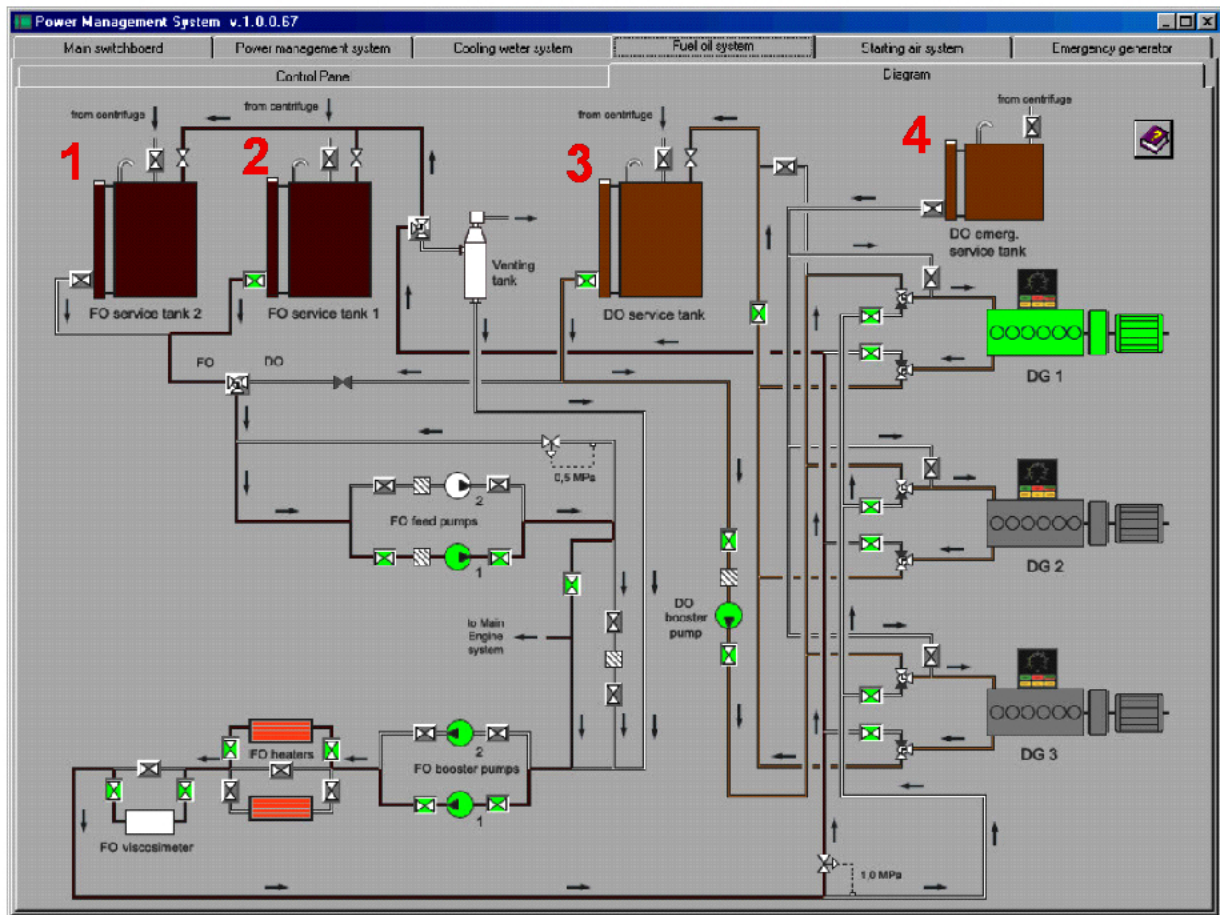 Power Management System v.1.0.0.67
Main switchboard
Power management system
Cooling water system
Fuel oil system
Starting air system
Emergency generator
Control Panel
Diagram
from centrifuge
from centrifuge
from centrifuge
from centrifuge
1
2
3
4
Venting
tank
DO emerg.
service tank
FO service tank 2
FO service tank 1
DO service tank
FO
DO
DG 1
0,5 MPa
2
FO feed pumps
1
DG 2
to Main
Engine
system
DO
booster
pump
FO heaters
2
FO booster pumps
1
DG 3
FO viscosimeter
1,0 MPa